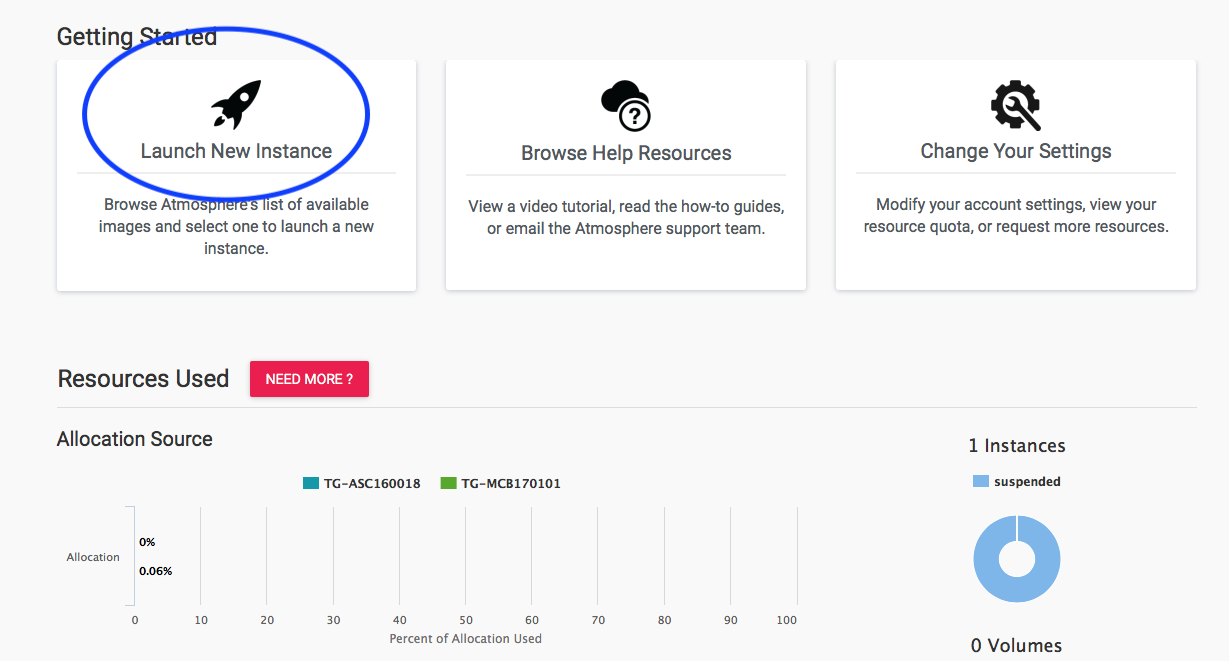 Getting Started
Launch New Instance
Browse Atmosphere's list of available
images and select one to launch a new
instance.
Browse Help Resources
View a video tutorial, read the how-to guides,
or email the Atmosphere support team.
Change Your Settings
Modify your account settings, view your
resource quota, or request more resources.
Resources Used
NEED MORE ?
Allocation Source
TG-ASC160018 TG-MCB170101
Allocation
0%
0.06%
0 10 20 30 40 50 60 70 80 90 100
Percent of Allocation Used
1 Instances
suspended
0 Volumes